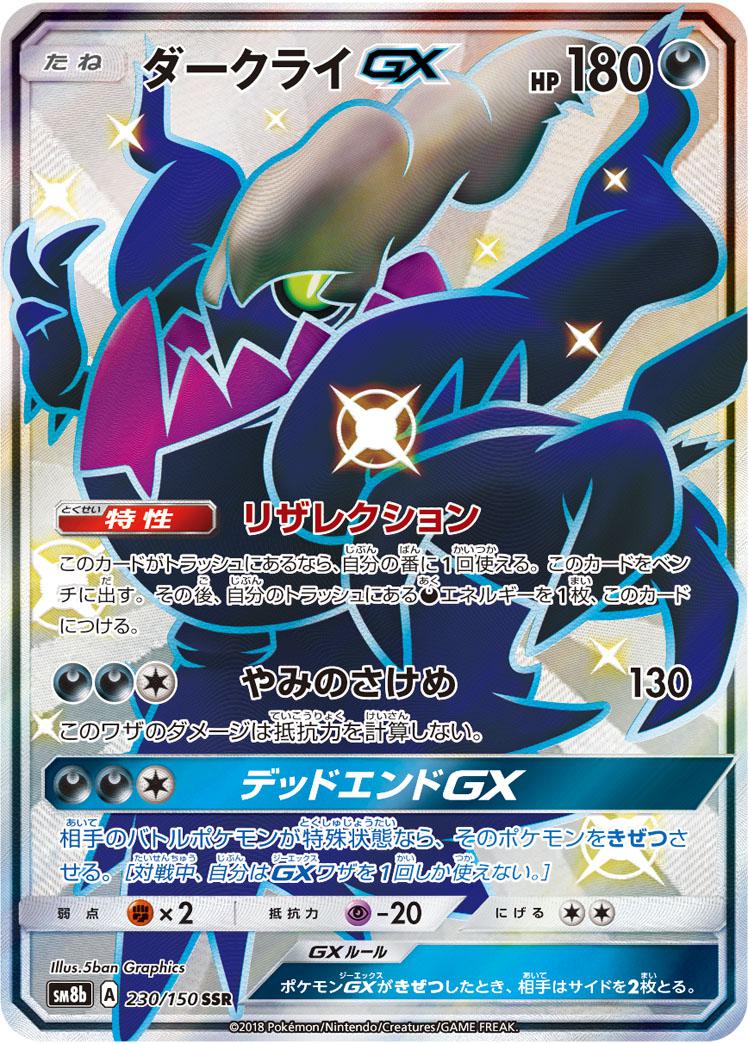 たね ダークライGX HP 180
とくせい 特性 リザレクション
このカードがトラッシュにあるなら、自分の番に1回使える。このカードをベン
チに出す。その後、自分のトラッシュにあるエネルギーを1枚、このカード
につける。
やみのさけめ 130
このワザのダメージは抵抗力を計算しない。
デッドエンドGX
相手のバトルポケモンが特殊状態なら、そのポケモンをきぜつさ
せる。[対戦中、自分はGXワザを1回しか使えない。]
弱点 ×2 抵抗力 -20 にげる
GXルール
ポケモンGXがきぜつしたとき、相手はサイドを2枚とる。
Illus.5ban Graphics
SM8b A 230/150 SSR
©2018 Pokémon/Nintendo/Creatures/GAME FREAK.